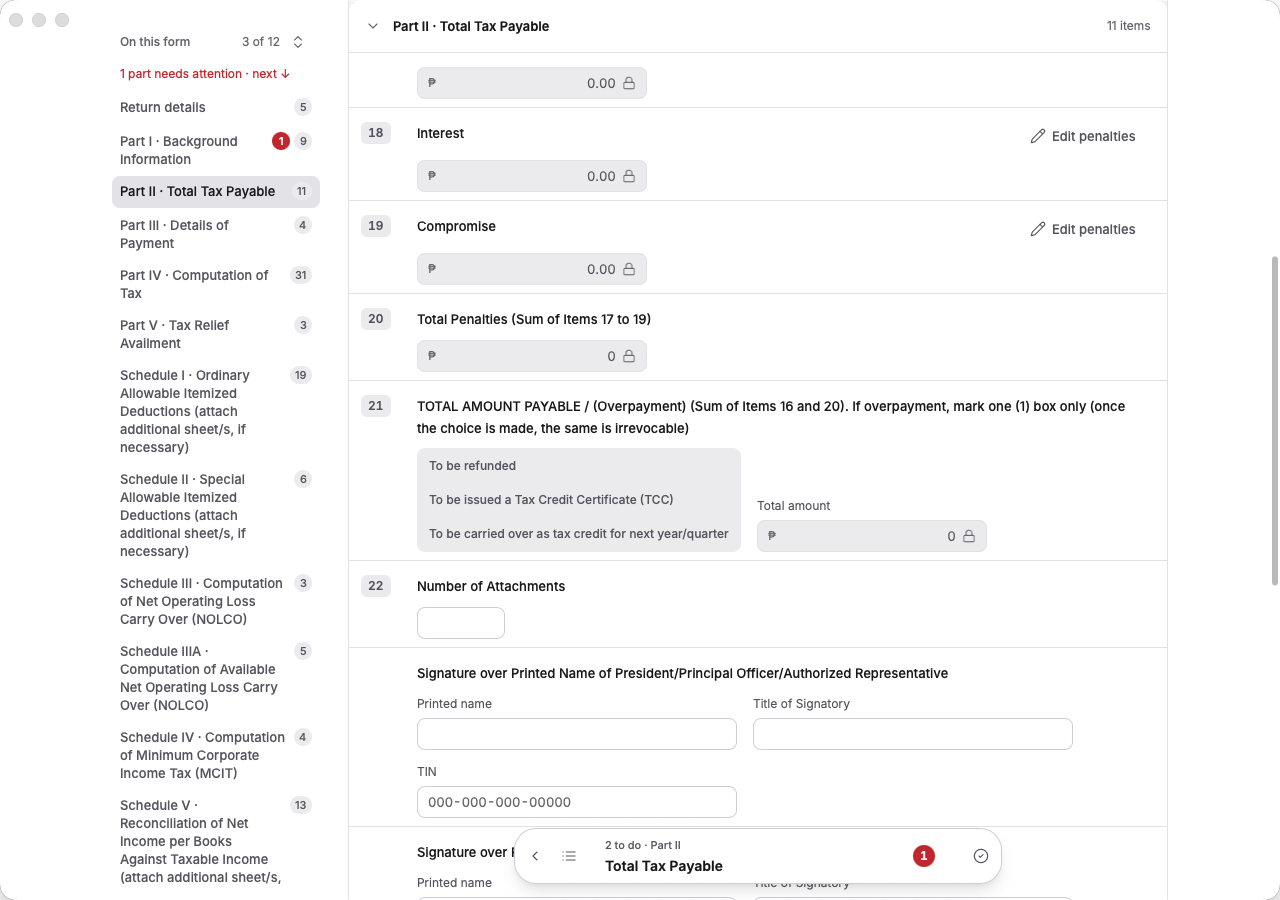 On this form
3 of 12
1 part needs attention · next ↓
Return details
5
Part I · Background
Information
1
9
Part II · Total Tax Payable
11
Part III · Details of
Payment
4
Part IV · Computation of
Tax
31
Part V · Tax Relief
Availment
3
Schedule I · Ordinary
Allowable Itemized
Deductions (attach
additional sheet/s, if
necessary)
19
Schedule II · Special
Allowable Itemized
Deductions (attach
additional sheet/s, if
necessary)
6
Schedule III · Computation
of Net Operating Loss
Carry Over (NOLCO)
3
Schedule IIIA ·
Computation of Available
Net Operating Loss Carry
Over (NOLCO)
5
Schedule IV · Computation
of Minimum Corporate
Income Tax (MCIT)
4
Schedule V ·
Reconciliation of Net
Income per Books
Against Taxable Income
(attach additional sheet/s,
13
Part II · Total Tax Payable
11 items
₱ 0.00
18 Interest
Edit penalties
₱ 0.00
19 Compromise
Edit penalties
₱ 0.00
20 Total Penalties (Sum of Items 17 to 19)
₱ 0
21 TOTAL AMOUNT PAYABLE / (Overpayment) (Sum of Items 16 and 20). If overpayment, mark one (1) box only (once
the choice is made, the same is irrevocable)
To be refunded
To be issued a Tax Credit Certificate (TCC)
To be carried over as tax credit for next year/quarter
Total amount
₱ 0
22 Number of Attachments
Signature over Printed Name of President/Principal Officer/Authorized Representative
Printed name
Title of Signatory
TIN
000-000-000-00000
Signature over
Printed name
Title of Signatory
2 to do · Part II
Total Tax Payable
1